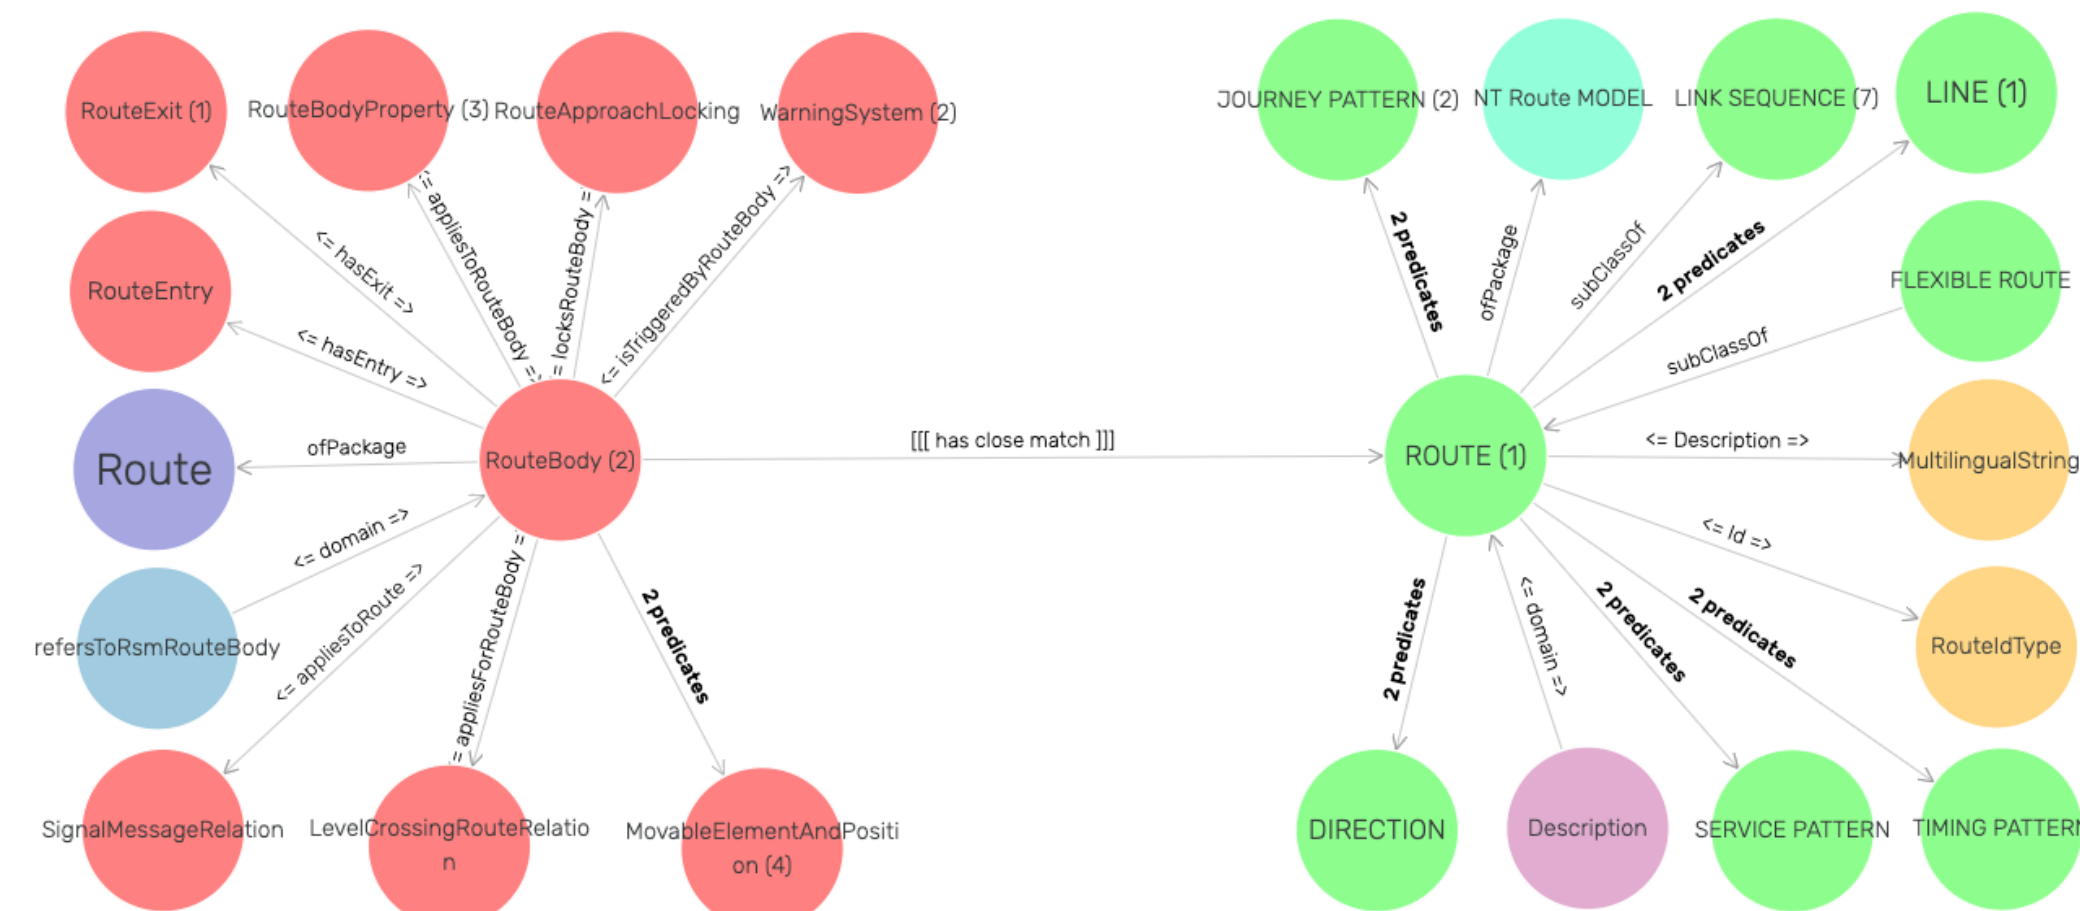 RouteExit (1)
RouteBodyProperty (3)
RouteApproachLocking
WarningSystem (2)
<= hasExit =>
<= appliesToRouteBody =>
= locksRouteBody =
<= isTriggeredByRouteBody =>
RouteEntry
<= hasEntry =>
Route
ofPackage
RouteBody (2)
[[[ has close match ]]]
refersToRsmRouteBody
<= domain =>
<= appliesToRoute =>
= appliesForRouteBody =
2 predicates
SignalMessageRelation
LevelCrossingRouteRelatio
n
MovableElementAndPositi
on (4)
JOURNEY PATTERN (2)
NT Route MODEL
LINK SEQUENCE (7)
LINE (1)
2 predicates
ofPackage
subClassOf
2 predicates
FLEXIBLE ROUTE
subClassOf
ROUTE (1)
<= Description =>
MultilingualString
<= Id =>
RouteIdType
2 predicates
<= domain =>
2 predicates
2 predicates
DIRECTION
Description
SERVICE PATTERN
TIMING PATTERN